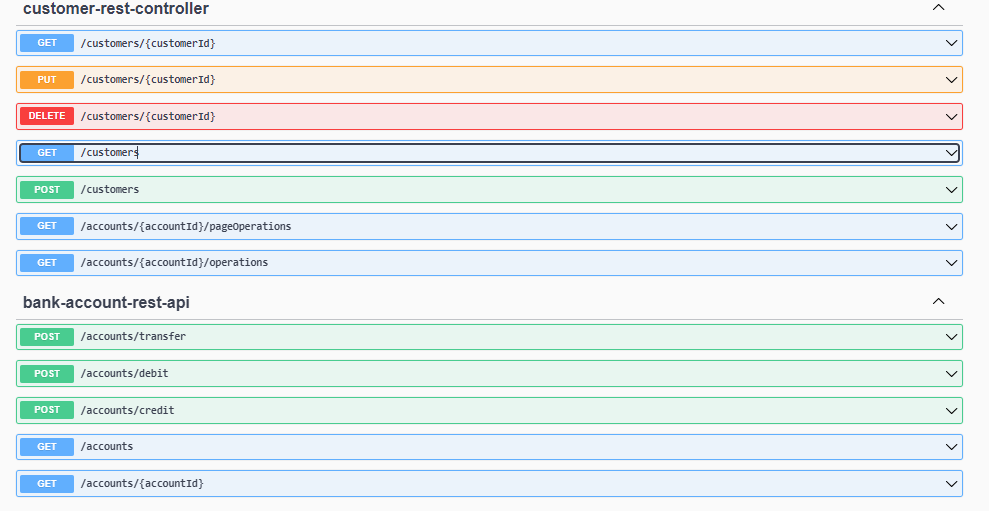 customer-rest-controller
GET /customers/{customerId}
PUT /customers/{customerId}
DELETE /customers/{customerId}
GET /customers
POST /customers
GET /accounts/{accountId}/pageOperations
GET /accounts/{accountId}/operations
bank-account-rest-api
POST /accounts/transfer
POST /accounts/debit
POST /accounts/credit
GET /accounts
GET /accounts/{accountId}